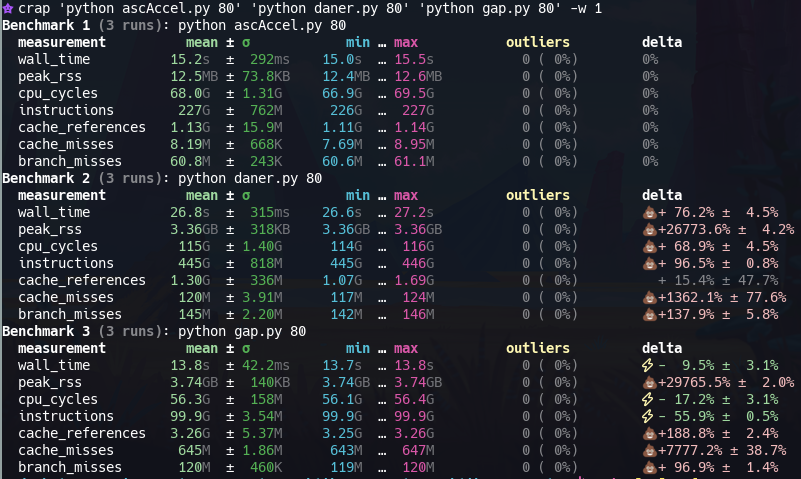 crap 'python ascAccel.py 80' 'python daner.py 80' 'python gap.py 80' -w 1
Benchmark 1 (3 runs): python ascAccel.py 80
measurement mean ± σ min … max outliers delta
wall_time 15.2s ± 292ms 15.0s … 15.5s 0 ( 0%) 0%
peak_rss 12.5MB ± 73.8KB 12.4MB … 12.6MB 0 ( 0%) 0%
cpu_cycles 68.0G ± 1.31G 66.9G … 69.5G 0 ( 0%) 0%
instructions 227G ± 762M 226G … 227G 0 ( 0%) 0%
cache_references 1.13G ± 15.9M 1.11G … 1.14G 0 ( 0%) 0%
cache_misses 8.19M ± 668K 7.69M … 8.95M 0 ( 0%) 0%
branch_misses 60.8M ± 243K 60.6M … 61.1M 0 ( 0%) 0%
Benchmark 2 (3 runs): python daner.py 80
measurement mean ± σ min … max outliers delta
wall_time 26.8s ± 315ms 26.6s … 27.2s 0 ( 0%) 💩+ 76.2% ± 4.5%
peak_rss 3.36GB ± 318KB 3.36GB … 3.36GB 0 ( 0%) 💩+26773.6% ± 4.2%
cpu_cycles 115G ± 1.40G 114G … 116G 0 ( 0%) 💩+ 68.9% ± 4.5%
instructions 445G ± 818M 445G … 446G 0 ( 0%) 💩+ 96.5% ± 0.8%
cache_references 1.30G ± 336M 1.07G … 1.69G 0 ( 0%) + 15.4% ± 47.7%
cache_misses 120M ± 3.91M 117M … 124M 0 ( 0%) 💩+1362.1% ± 77.6%
branch_misses 145M ± 2.20M 142M … 146M 0 ( 0%) 💩+137.9% ± 5.8%
Benchmark 3 (3 runs): python gap.py 80
measurement mean ± σ min … max outliers delta
wall_time 13.8s ± 42.2ms 13.7s … 13.8s 0 ( 0%) ⚡- 9.5% ± 3.1%
peak_rss 3.74GB ± 140KB 3.74GB … 3.74GB 0 ( 0%) 💩+29765.5% ± 2.0%
cpu_cycles 56.3G ± 158M 56.1G … 56.4G 0 ( 0%) ⚡- 17.2% ± 3.1%
instructions 99.9G ± 3.54M 99.9G … 99.9G 0 ( 0%) ⚡- 55.9% ± 0.5%
cache_references 3.26G ± 5.37M 3.25G … 3.26G 0 ( 0%) 💩+188.8% ± 2.4%
cache_misses 645M ± 1.86M 643M … 647M 0 ( 0%) 💩+7777.2% ± 38.7%
branch_misses 120M ± 460K 119M … 120M 0 ( 0%) 💩+ 96.9% ± 1.4%